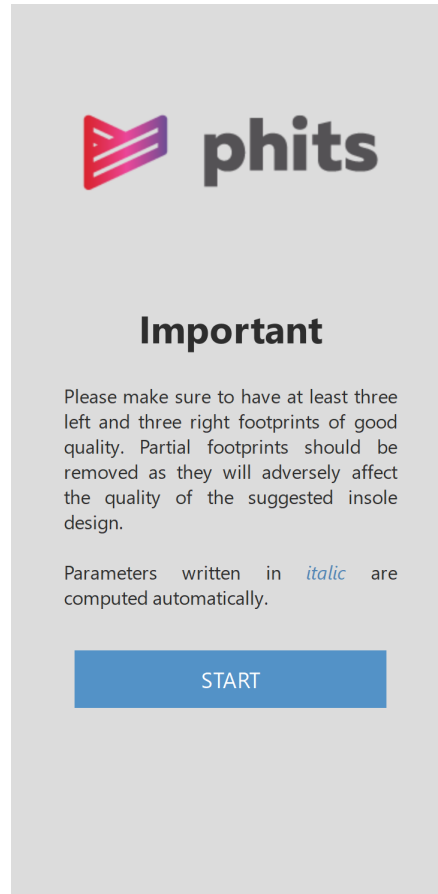 phits
Important
Please make sure to have at least three
left and three right footprints of good
quality. Partial footprints should be
removed as they will adversely affect
the quality of the suggested insole
design.
Parameters written in italic are
computed automatically.
START